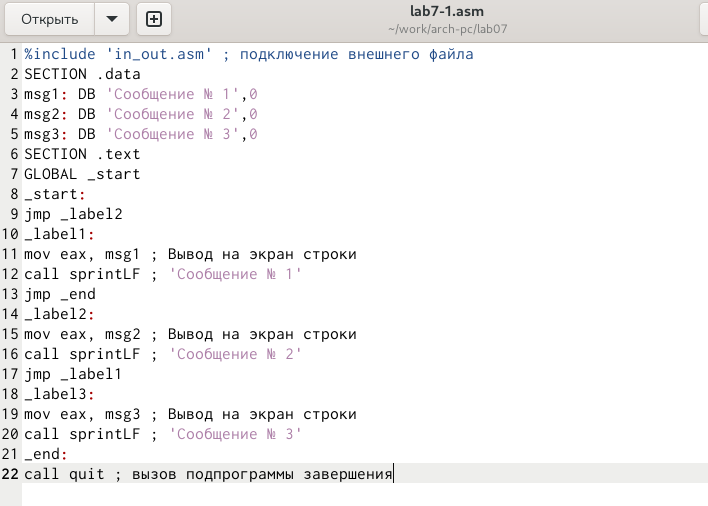 Открыть
lab7-1.asm
~/work/arch-pc/lab07
1 %include 'in_out.asm' ; подключение внешнего файла
2 SECTION .data
3 msg1: DB 'Сообщение № 1',0
4 msg2: DB 'Сообщение № 2',0
5 msg3: DB 'Сообщение № 3',0
6 SECTION .text
7 GLOBAL _start
8 _start:
9 jmp _label2
10 _label1:
11 mov eax, msg1 ; Вывод на экран строки
12 call sprintLF ; 'Сообщение № 1'
13 jmp _end
14 _label2:
15 mov eax, msg2 ; Вывод на экран строки
16 call sprintLF ; 'Сообщение № 2'
17 jmp _label1
18 _label3:
19 mov eax, msg3 ; Вывод на экран строки
20 call sprintLF ; 'Сообщение № 3'
21 _end:
22 call quit ; вызов подпрограммы завершения